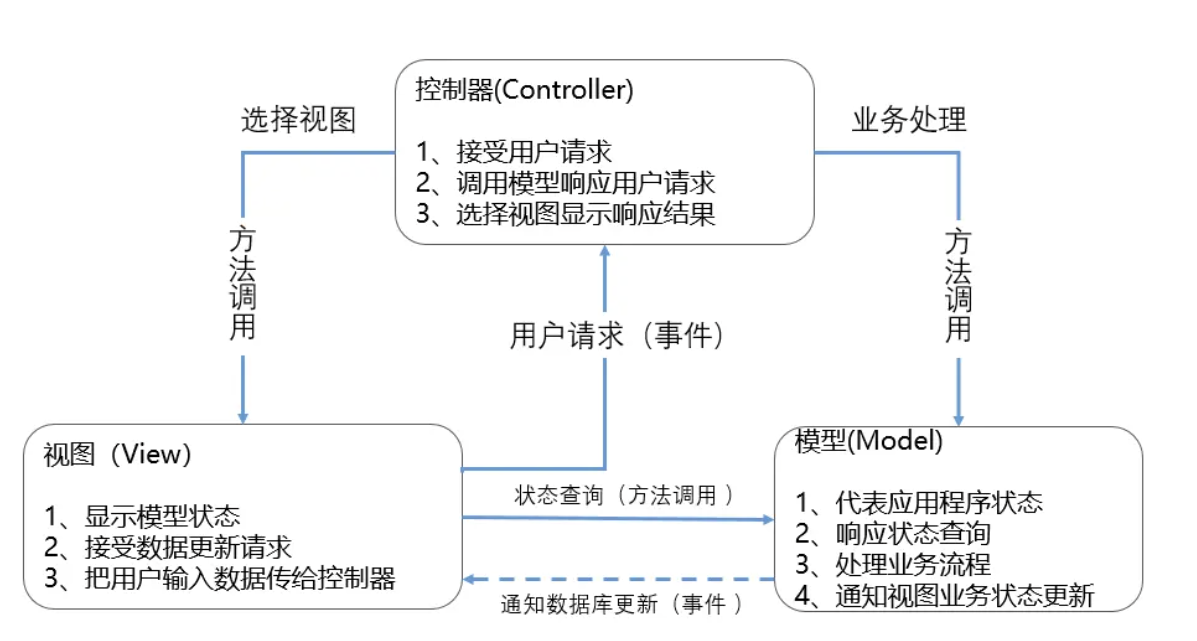 控制器(Controller)
1、接受用户请求
2、调用模型响应用户请求
3、选择视图显示响应结果
选择视图
业务处理
方法调用
方法调用
用户请求（事件）
视图（View）
1、显示模型状态
2、接受数据更新请求
3、把用户输入数据传给控制器
状态查询（方法调用 ）
通知数据库更新（事件 ）
模型(Model)
1、代表应用程序状态
2、响应状态查询
3、处理业务流程
4、通知视图业务状态更新